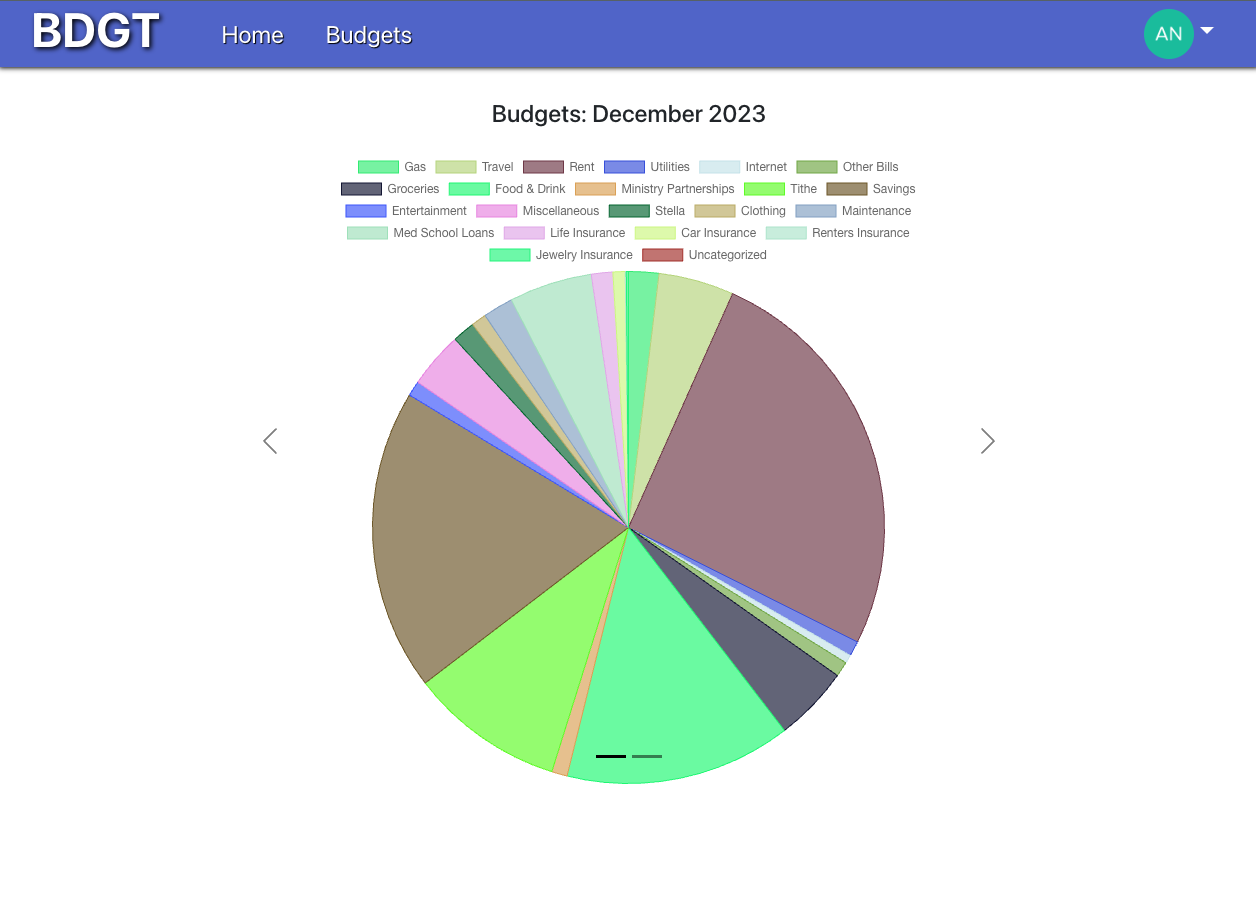 BDGT Home Budgets AN
Budgets: December 2023
Gas Travel Rent Utilities Internet Other Bills
Groceries Food & Drink Ministry Partnerships Tithe Savings
Entertainment Miscellaneous Stella Clothing Maintenance
Med School Loans Life Insurance Car Insurance Renters Insurance
Jewelry Insurance Uncategorized